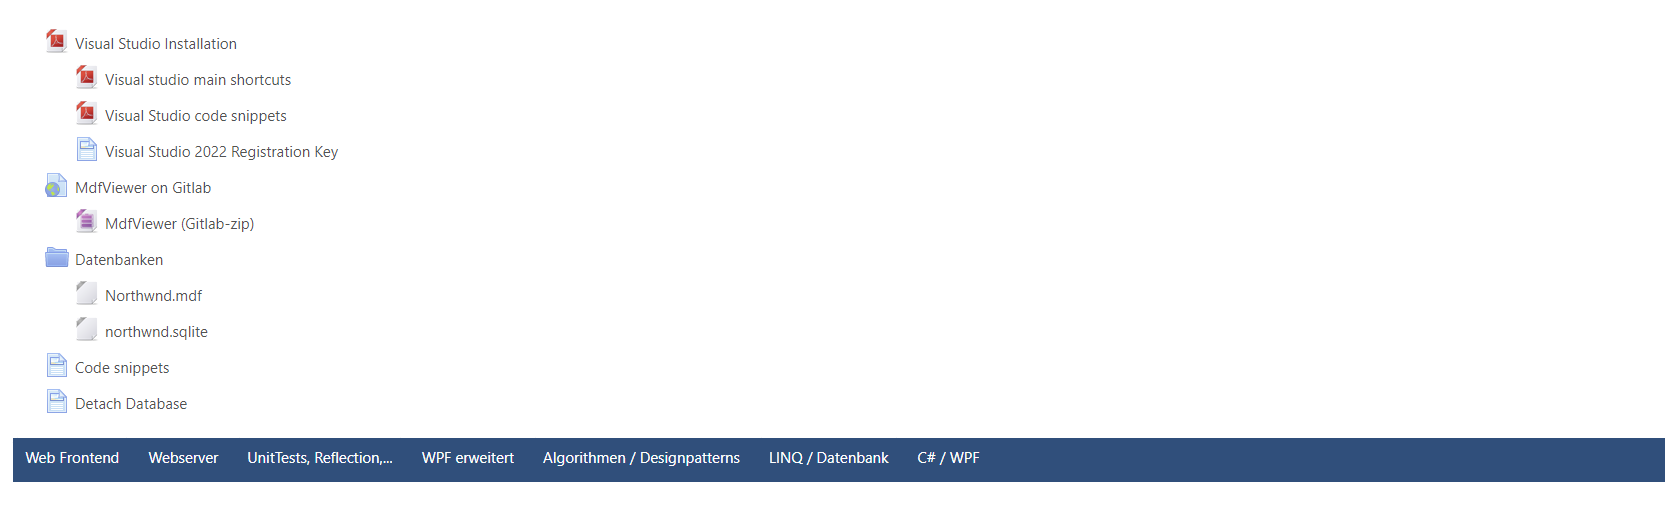 Visual Studio Installation
Visual studio main shortcuts
Visual Studio code snippets
Visual Studio 2022 Registration Key
MdfViewer on Gitlab
MdfViewer (Gitlab-zip)
Datenbanken
Northwnd.mdf
northwnd.sqlite
Code snippets
Detach Database
Web Frontend Webserver UnitTests, Reflection,... WPF erweitert Algorithmen / Designpatterns LINQ / Datenbank C# / WPF